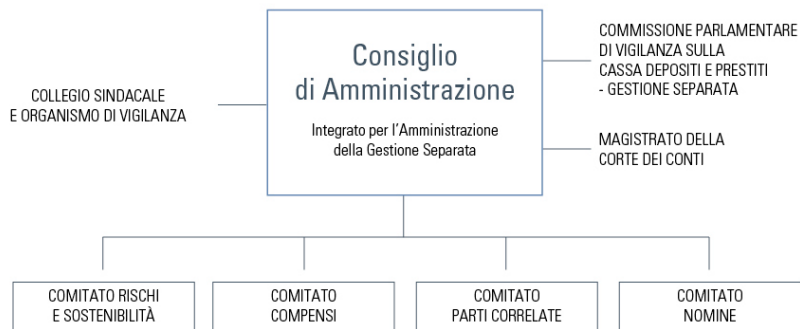 COLLEGIO SINDACALE
E ORGANISMO DI VIGILANZA
Consiglio
di Amministrazione
Integrato per l'Amministrazione
della Gestione Separata
COMMISSIONE PARLAMENTARE
DI VIGILANZA SULLA
CASSA DEPOSITI E PRESTITI
- GESTIONE SEPARATA
MAGISTRATO DELLA
CORTE DEI CONTI
COMITATO RISCHI
E SOSTENIBILITÀ
COMITATO
COMPENSI
COMITATO
PARTI CORRELATE
COMITATO
NOMINE